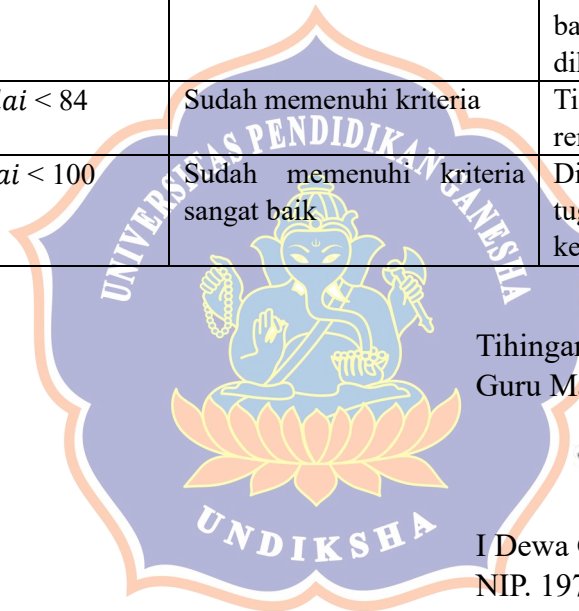 ba
dil
ai < 84 Sudah memenuhi kriteria Ti
rer
ai < 100 Sudah memenuhi kriteria Di
sangat baik tug
ke
UNIVERSITAS PENDIDIKAN GANESHA
Tihingan
Guru M
UNDIKSHA
I Dewa G
NIP. 197